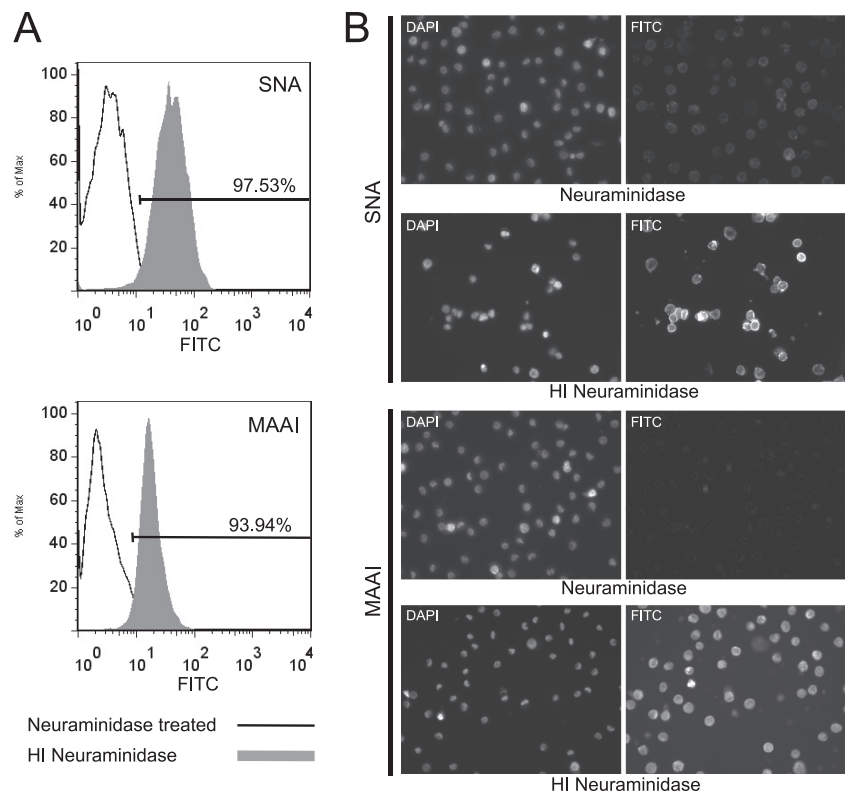 A
SNA
97.53%
% of Max
100
80
60
40
20
10^0 10^1 10^2 10^3 10^4
FITC
MAAI
93.94%
% of Max
100
80
60
40
20
10^0 10^1 10^2 10^3 10^4
FITC
Neuraminidase treated
HI Neuraminidase
B
SNA
DAPI
FITC
Neuraminidase
DAPI
FITC
HI Neuraminidase
MAAI
DAPI
FITC
Neuraminidase
DAPI
FITC
HI Neuraminidase